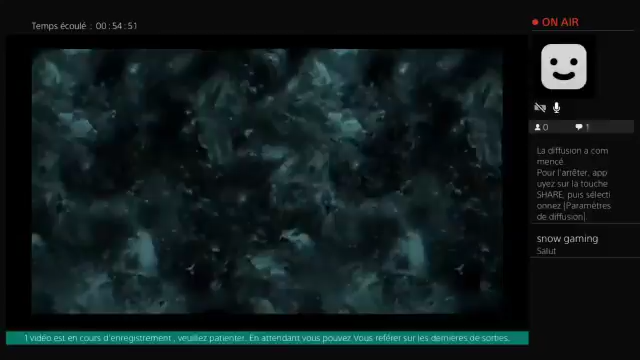 Temps écoulé : 00:54:51
ON AIR
0
1
La diffusion a com
mencé.
Pour l'arrêter, app
uyez sur la touche
SHARE, puis sélecti
onnez [Paramètres
de diffusion].
snow gaming
Salut
1 vidéo est en cours d'enregistrement , veuillez patienter. En attendant vous pouvez Vous referer sur les dernieres de sorties.